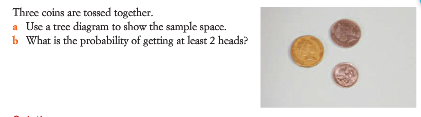 Three coins are tossed together.
a Use a tree diagram to show the sample space.
b What is the probability of getting at least 2 heads?